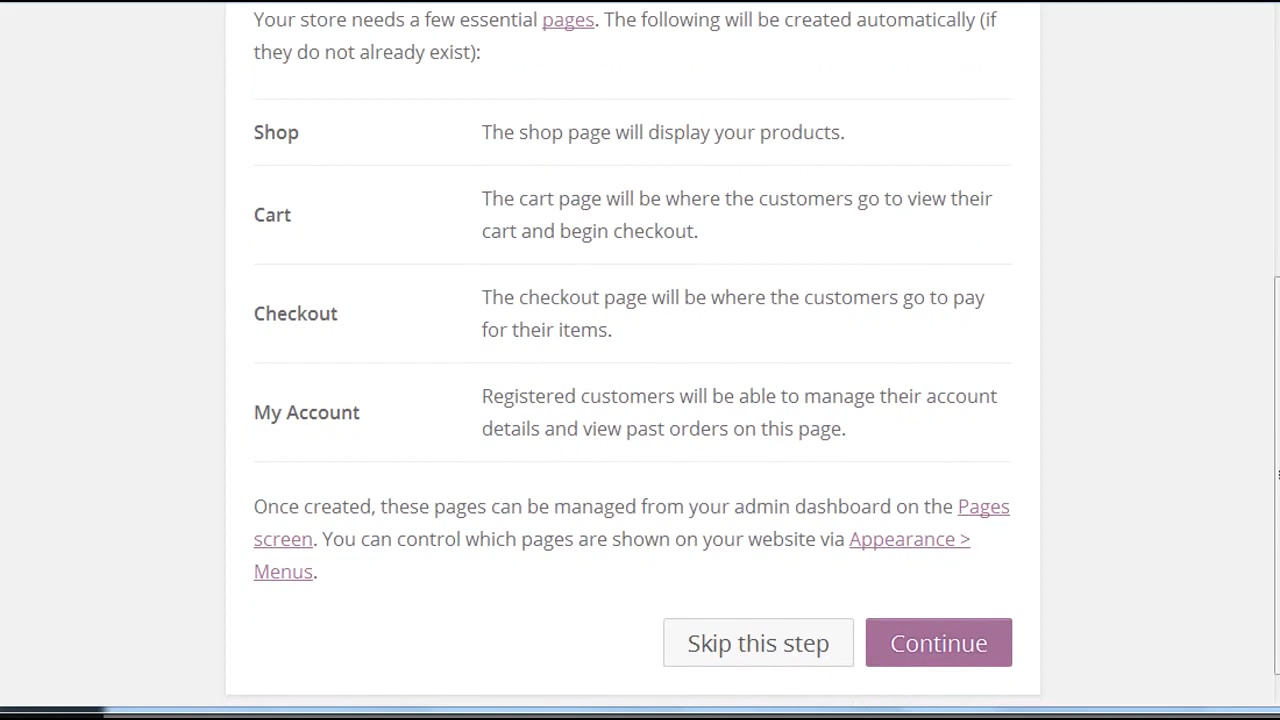 Your store needs a few essential pages. The following will be created automatically (if
they do not already exist):
Shop
The shop page will display your products.
Cart
The cart page will be where the customers go to view their
cart and begin checkout.
Checkout
The checkout page will be where the customers go to pay
for their items.
My Account
Registered customers will be able to manage their account
details and view past orders on this page.
Once created, these pages can be managed from your admin dashboard on the Pages
screen. You can control which pages are shown on your website via Appearance >
Menus.
Skip this step
Continue